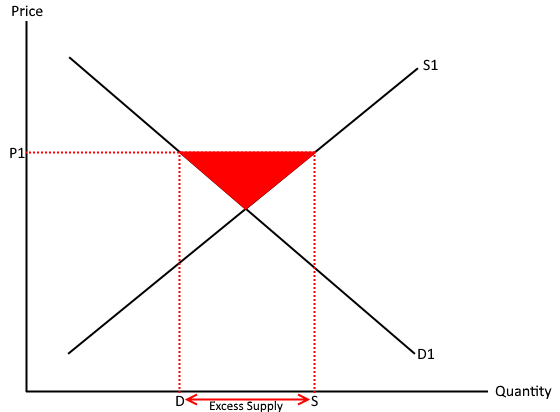 Price
S1
P1
D1
Quantity
D
Excess Supply
S